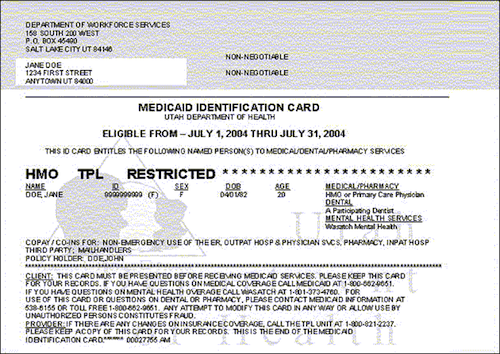 DEPARTMENT OF WORKFORCE SERVICES
158 SOUTH 200 WEST
P.O. BOX 45490
SALT LAKE CITY UT 84145
NON-NEGOTIABLE
JANE DOE
1234 FIRST STREET
ANYTOWN UT 84000
NON-NEGOTIABLE
MEDICAID IDENTIFICATION CARD
UTAH DEPARTMENT OF HEALTH
ELIGIBLE FROM – JULY 1, 2004 THRU JULY 31, 2004
THIS ID CARD ENTITLES THE FOLLOWING NAMED PERSON(S) TO MEDICAL/DENTAL/PHARMACY SERVICES
HMO TPL RESTRICTED * * * * * * * * * * * * * * * * * * * * * * *
NAME ID SEX DOB AGE MEDICAL/PHARMACY
DOE, JANE 9999999999 (F) F 04/01/82 20 HMO or Primary Care Physician
DENTAL
A Participating Dentist
MENTAL HEALTH SERVICES
Wasatch Mental Health
COPAY / CO-INS FOR: NON-EMERGENCY USE OF THE ER, OUTPAT HOSP & PHYSICIAN SVCS, PHARMACY, INPAT HOSP
THIRD PARTY; MAILHANDLERS
POLICY HOLDER: DOE,JOHN
CLIENT: THIS CARD MUST BE PRESENTED BEFORE RECEIVING MEDICAID SERVICES. PLEASE KEEP THIS CARD
FOR YOUR RECORDS. IF YOU HAVE QUESTIONS ON MEDICAL COVERAGE CALL MEDICAID AT 1-800-662-9651.
IF YOU HAVE QUESTIONS ON MENTAL HEALTH COVERAGE CALL WASATCH AT 1-801-373-4760. FOR
USE OF THIS CARD OR QUESTIONS ON DENTAL OR PHARMACY, PLEASE CONTACT MEDICAID INFORMATION AT
538-6155 OR TOLL FREE 1-800-662-9651. ANY ATTEMPT TO MODIFY THIS CARD IN ANY WAY OR ALLOW USE BY
UNAUTHORIZED PERSONS CONSTITUTES FRAUD.
PROVIDER: IF THERE ARE ANY CHANGES ON INSURANCE COVERAGE, CALL THE TPL UNIT AT 1-800-821-2237.
PLEASE KEEP A COPY OF THIS CARD FOR YOUR RECORDS. THIS IS THE END OF THE MEDICAID
IDENTIFICATION CARD.******* 00027755 AM
Utah
Health